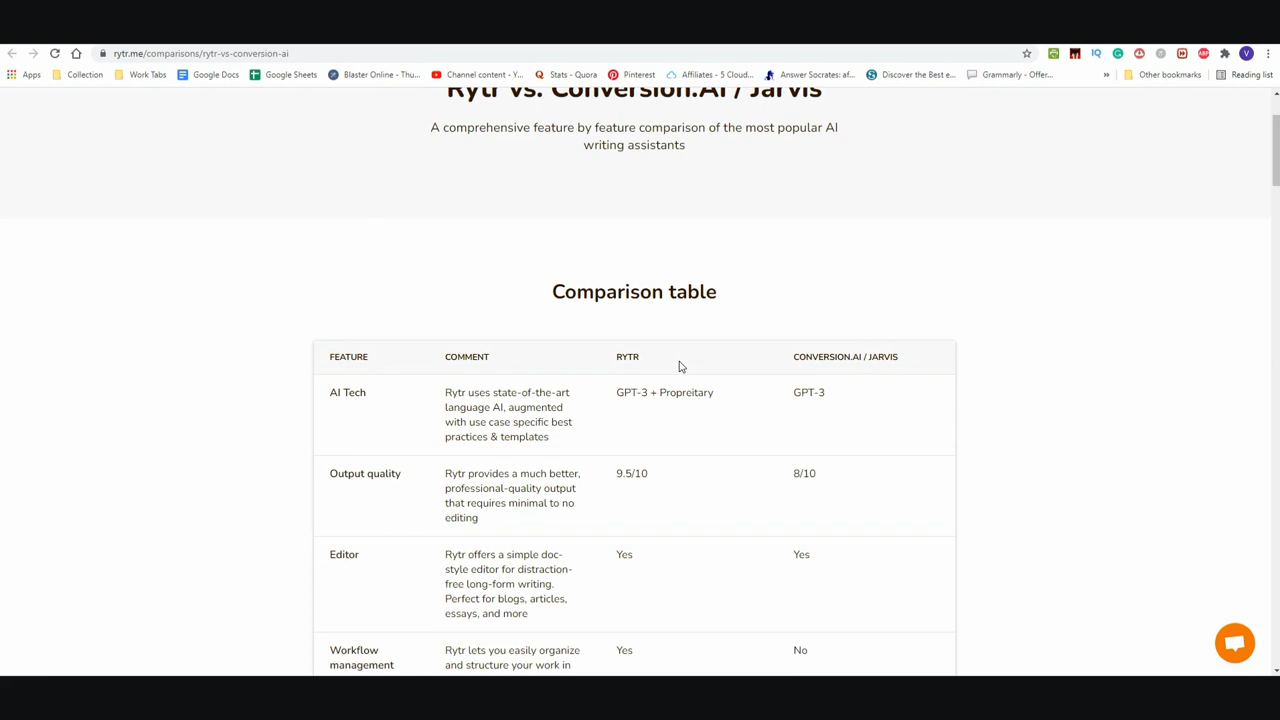 rytr.me/comparisons/rytr-vs-conversion-ai
Apps
Collection
Work Tabs
Google Docs
Google Sheets
Blaster Online - Thu...
Channel content - Y...
Stats - Quora
Pinterest
Affiliates - 5 Cloud...
Answer Socrates: af...
Discover the Best e...
Grammarly - Offer...
»
Other bookmarks
Reading list
Rytr vs. Conversion.AI / Jarvis
A comprehensive feature by feature comparison of the most popular AI
writing assistants
Comparison table
FEATURE COMMENT RYTR CONVERSION.AI / JARVIS
AI Tech Rytr uses state-of-the-art GPT-3 + Propreitary GPT-3
language AI, augmented
with use case specific best
practices & templates
Output quality Rytr provides a much better, 9.5/10 8/10
professional-quality output
that requires minimal to no
editing
Editor Rytr offers a simple doc- Yes Yes
style editor for distraction-
free long-form writing.
Perfect for blogs, articles,
essays, and more
Workflow Rytr lets you easily organize Yes No
management and structure your work in